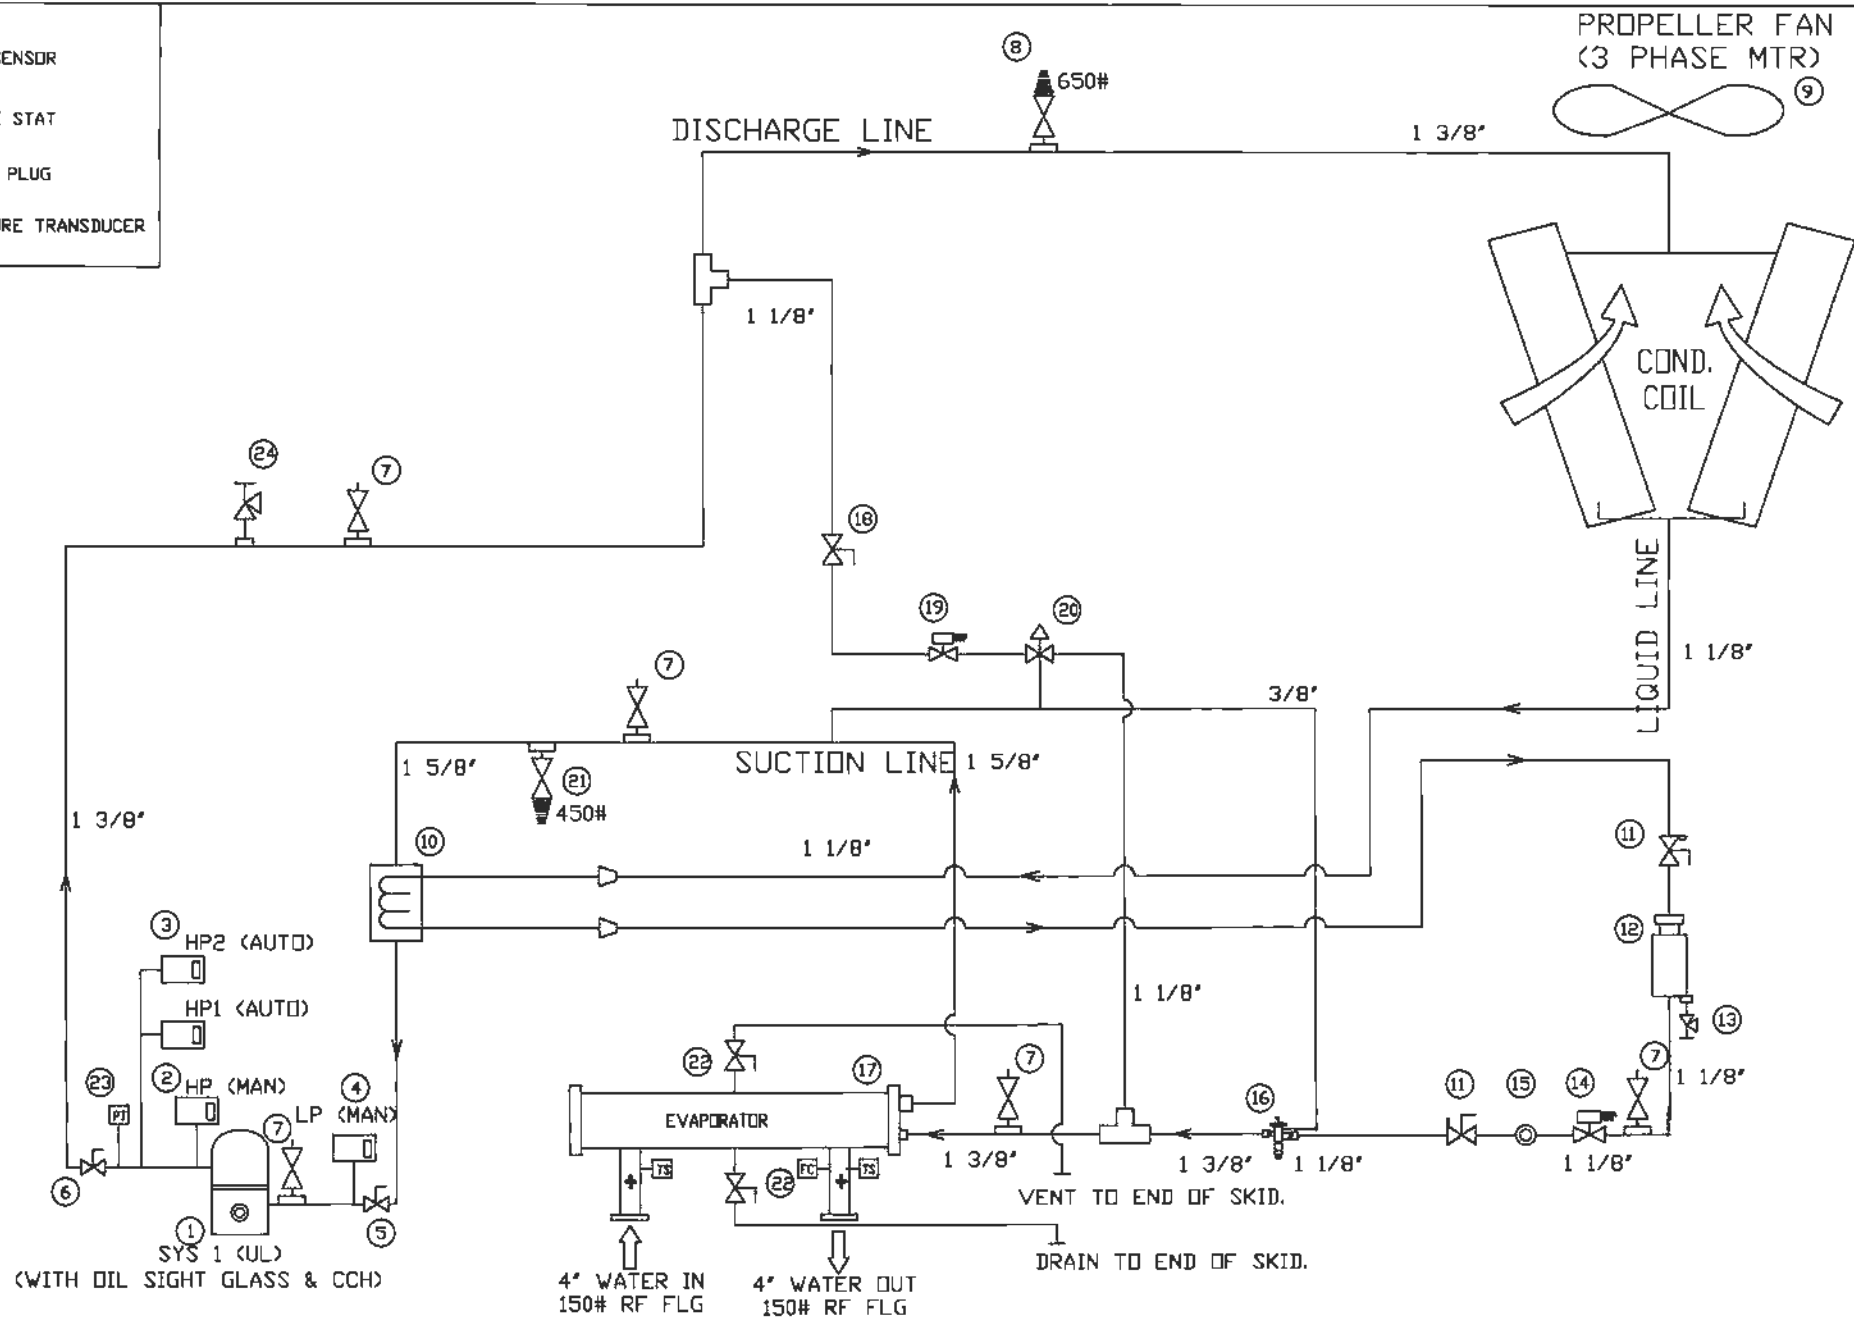 ENSOR
STAT
PLUG
RE TRANSDUCER
PROPELLER FAN
(3 PHASE MTR)
9
8
650#
DISCHARGE LINE
1 3/8"
1 1/8"
COND.
COIL
24
7
18
LIQUID LINE
1 1/8"
19
20
7
3/8"
1 5/8"
SUCTION LINE
1 5/8"
21
450#
1 3/8"
10
1 1/8"
11
12
13
3
HP2 (AUTO)
HP1 (AUTO)
1 1/8"
23
2
HP (MAN)
4
LP (MAN)
7
PT
22
17
EVAPORATOR
7
16
11
15
14
7
1 1/8"
TS
FC
TS
22
1 3/8"
1 3/8"
1 1/8"
1 1/8"
6
1
5
VENT TO END OF SKID.
SYS 1 (UL)
(WITH OIL SIGHT GLASS & CCH)
DRAIN TO END OF SKID.
4" WATER IN
150# RF FLG
4" WATER OUT
150# RF FLG